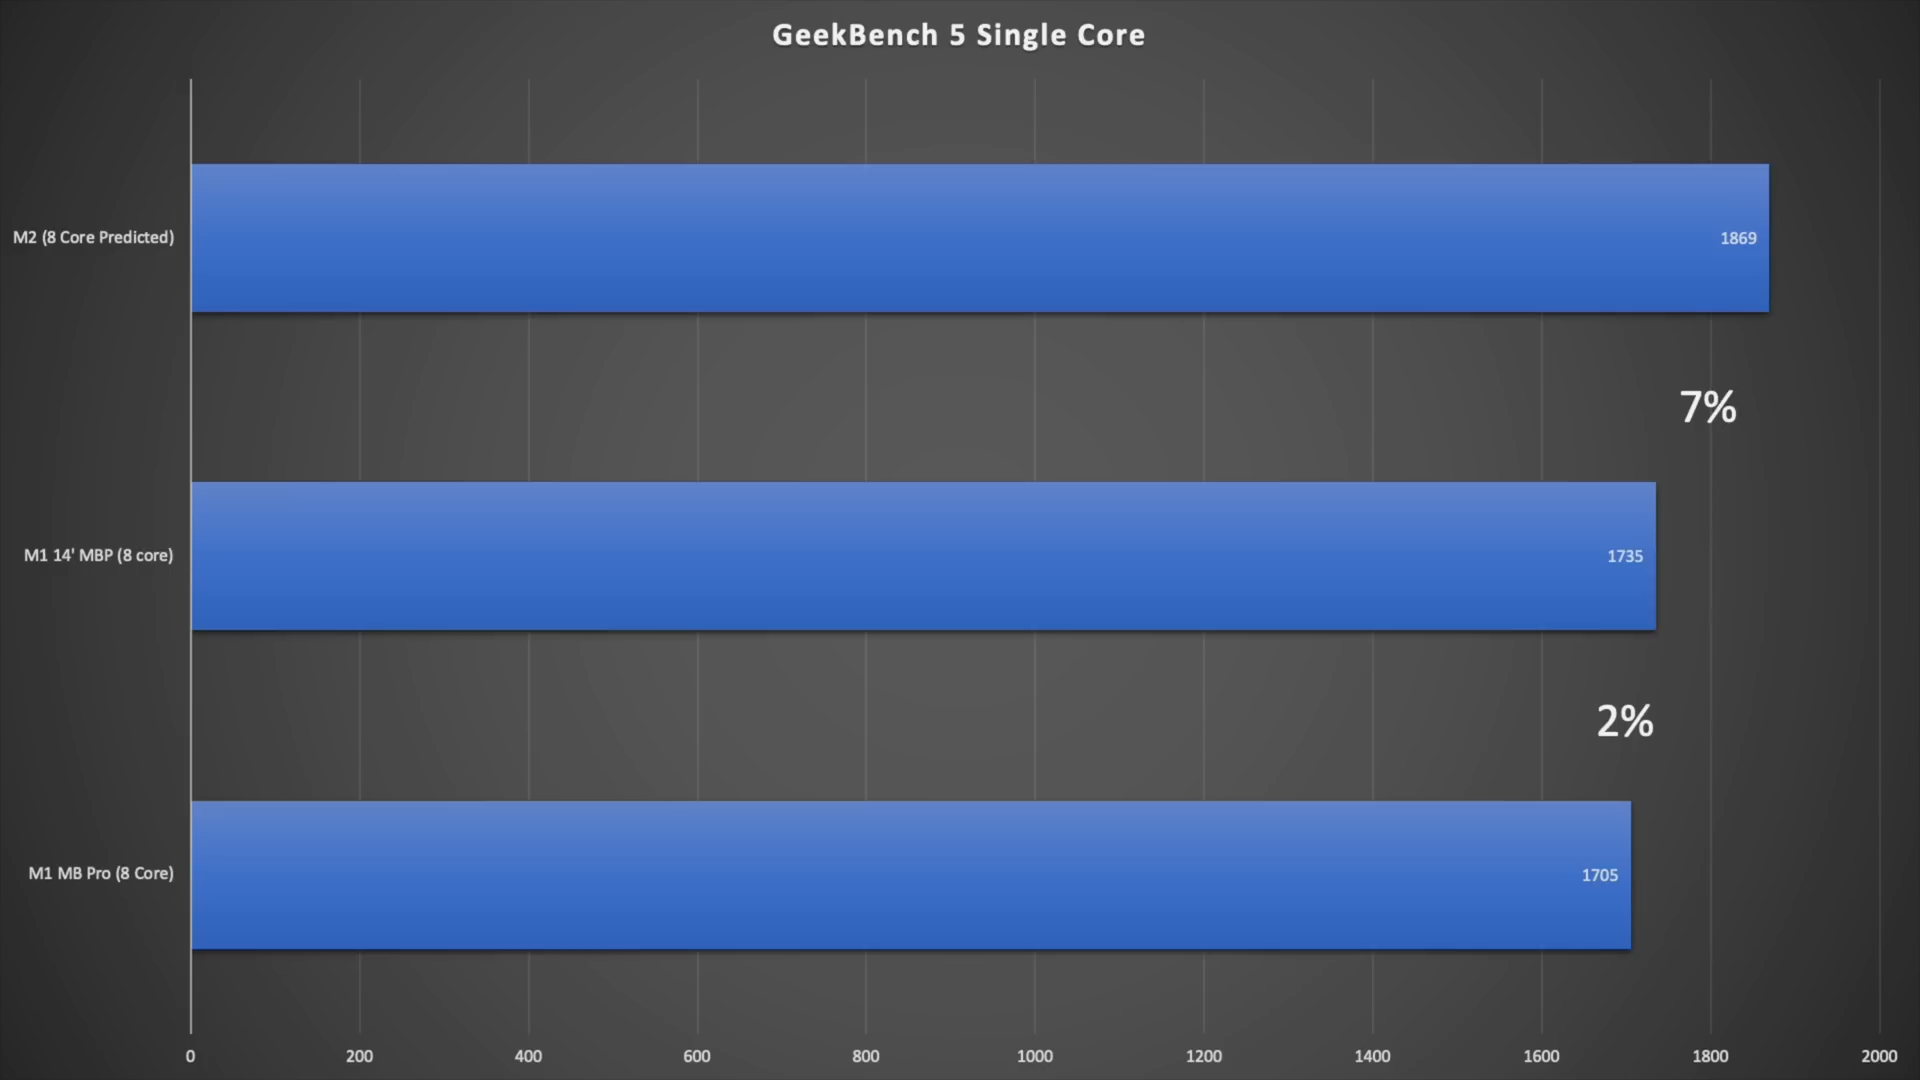 GeekBench 5 Single Core
M2 (8 Core Predicted)
1869
7%
M1 14' MBP (8 core)
1735
2%
M1 MB Pro (8 Core)
1705
0 200 400 600 800 1000 1200 1400 1600 1800 2000